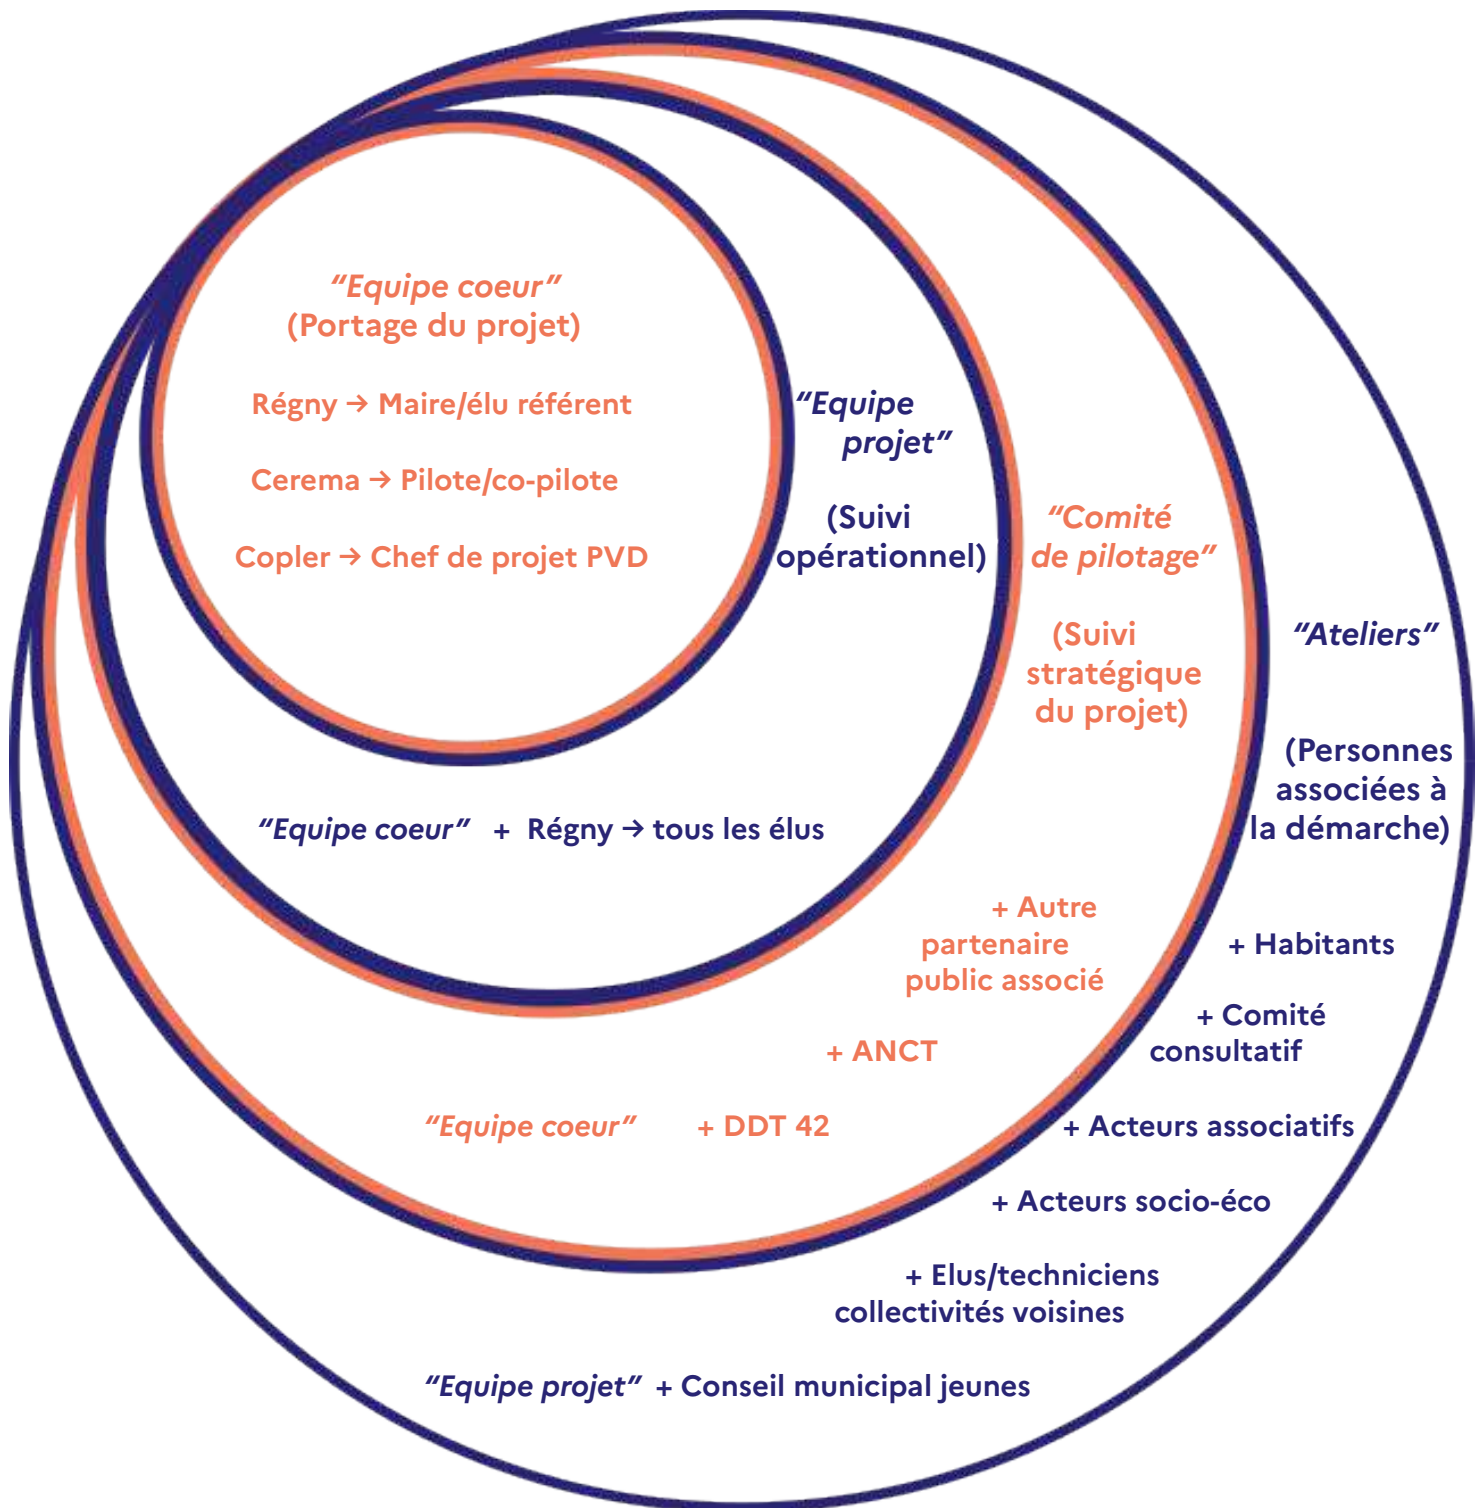 “Equipe coeur”
(Portage du projet)
Régny → Maire/élu référent
Cerema → Pilote/co-pilote
Copler → Chef de projet PVD
“Equipe
projet”
(Suivi
opérationnel)
“Equipe coeur” + Régny → tous les élus
“Comité
de pilotage”
(Suivi
stratégique
du projet)
+ Autre
partenaire
public associé
+ ANCT
“Equipe coeur” + DDT 42
“Ateliers”
(Personnes
associées à
la démarche)
+ Habitants
+ Comité
consultatif
+ Acteurs associatifs
+ Acteurs socio-éco
+ Elus/techniciens
collectivités voisines
“Equipe projet” + Conseil municipal jeunes